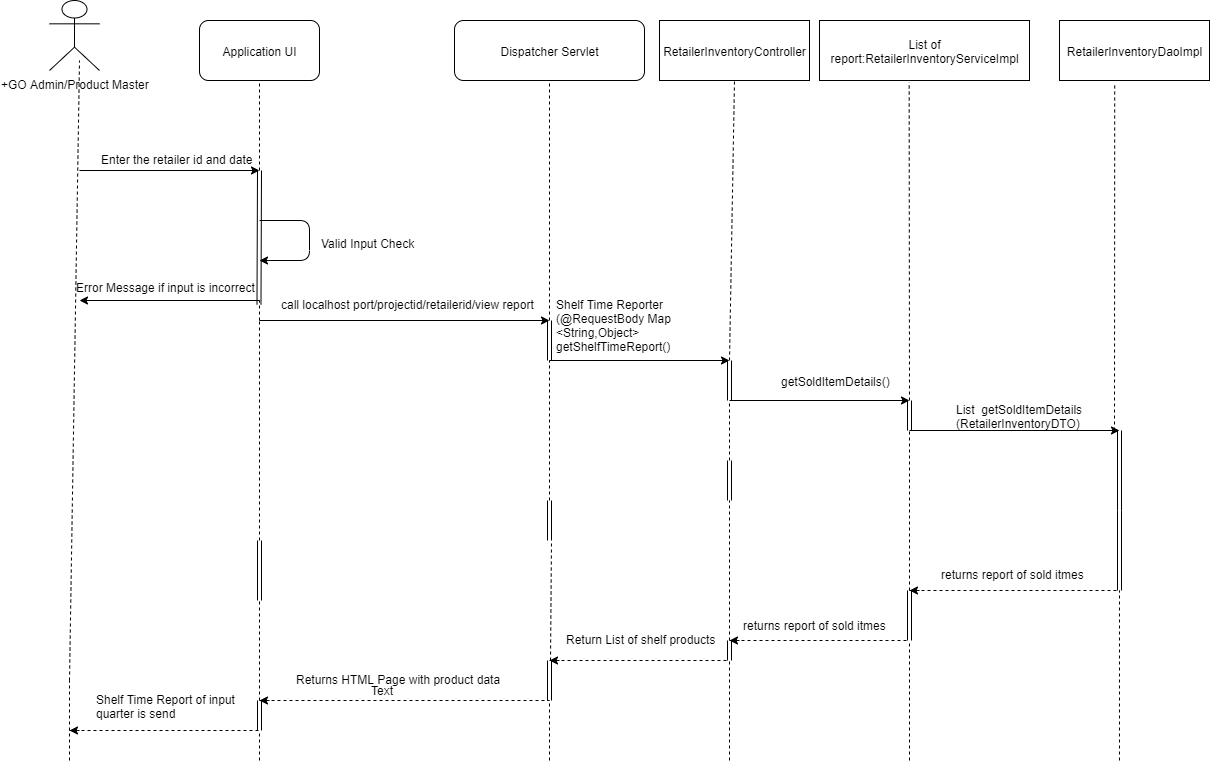 Application UI
Dispatcher Servlet
RetailerInventoryController
List of
report:RetailerInventoryServiceImpl
RetailerInventoryDaoImpl
+GO Admin/Product Master
Enter the retailer id and date
Valid Input Check
Error Message if input is incorrect
call localhost port/projectid/retailerid/view report
Shelf Time Reporter
(@RequestBody Map
<String,Object>
getShelfTimeReport()
getSoldItemDetails()
List getSoldItemDetails
(RetailerInventoryDTO)
returns report of sold itmes
returns report of sold itmes
Return List of shelf products
Returns HTML Page with product data
Text
Shelf Time Report of input
quarter is send